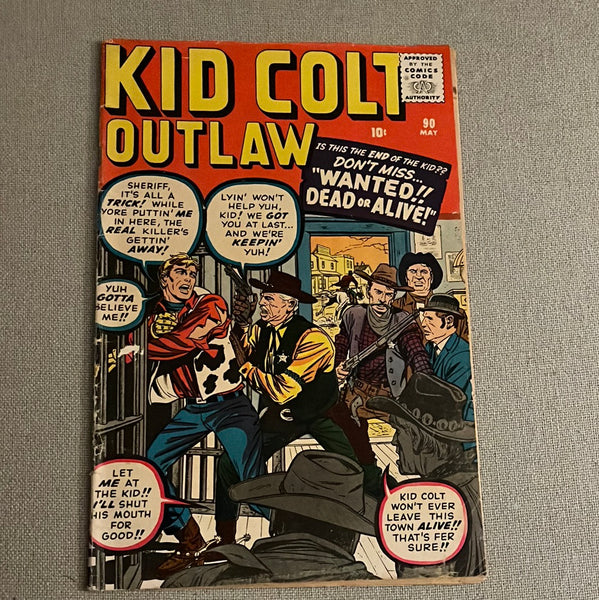 KID COLT
OUTLAW
APPROVED
BY THE
COMICS
CODE
AUTHORITY
10¢
90
MAY
IS THIS THE END OF THE KID??
DON'T MISS...
"WANTED!!
DEAD OR ALIVE!"
SHERIFF,
IT'S ALL A
TRICK! WHILE
YORE PUTTIN' ME
IN HERE, THE
REAL KILLER'S
GETTIN'
AWAY!
LYIN' WON'T
HELP YUH,
KID! WE GOT
YOU AT LAST...
AND WE'RE
KEEPIN'
YUH!
YUH
GOTTA
BELIEVE
ME!!
LET
ME AT
THE KID!!
I'LL SHUT
HIS MOUTH
FOR
GOOD!!
KID COLT
WON'T EVER
LEAVE THIS
TOWN ALIVE!!
THAT'S FER
SURE!!